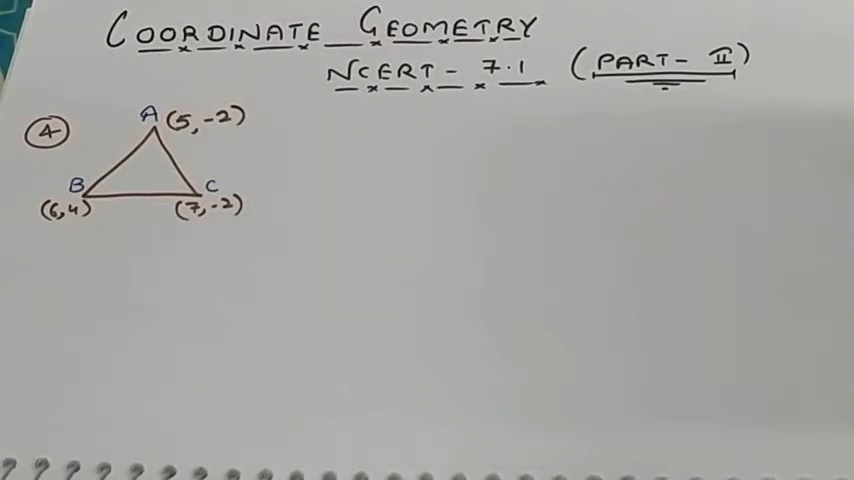 COORDINATE GEOMETRY
NCERT - 7.1 (PART - II)
4
A (5, -2)
B C
(6,4) (7, -2)